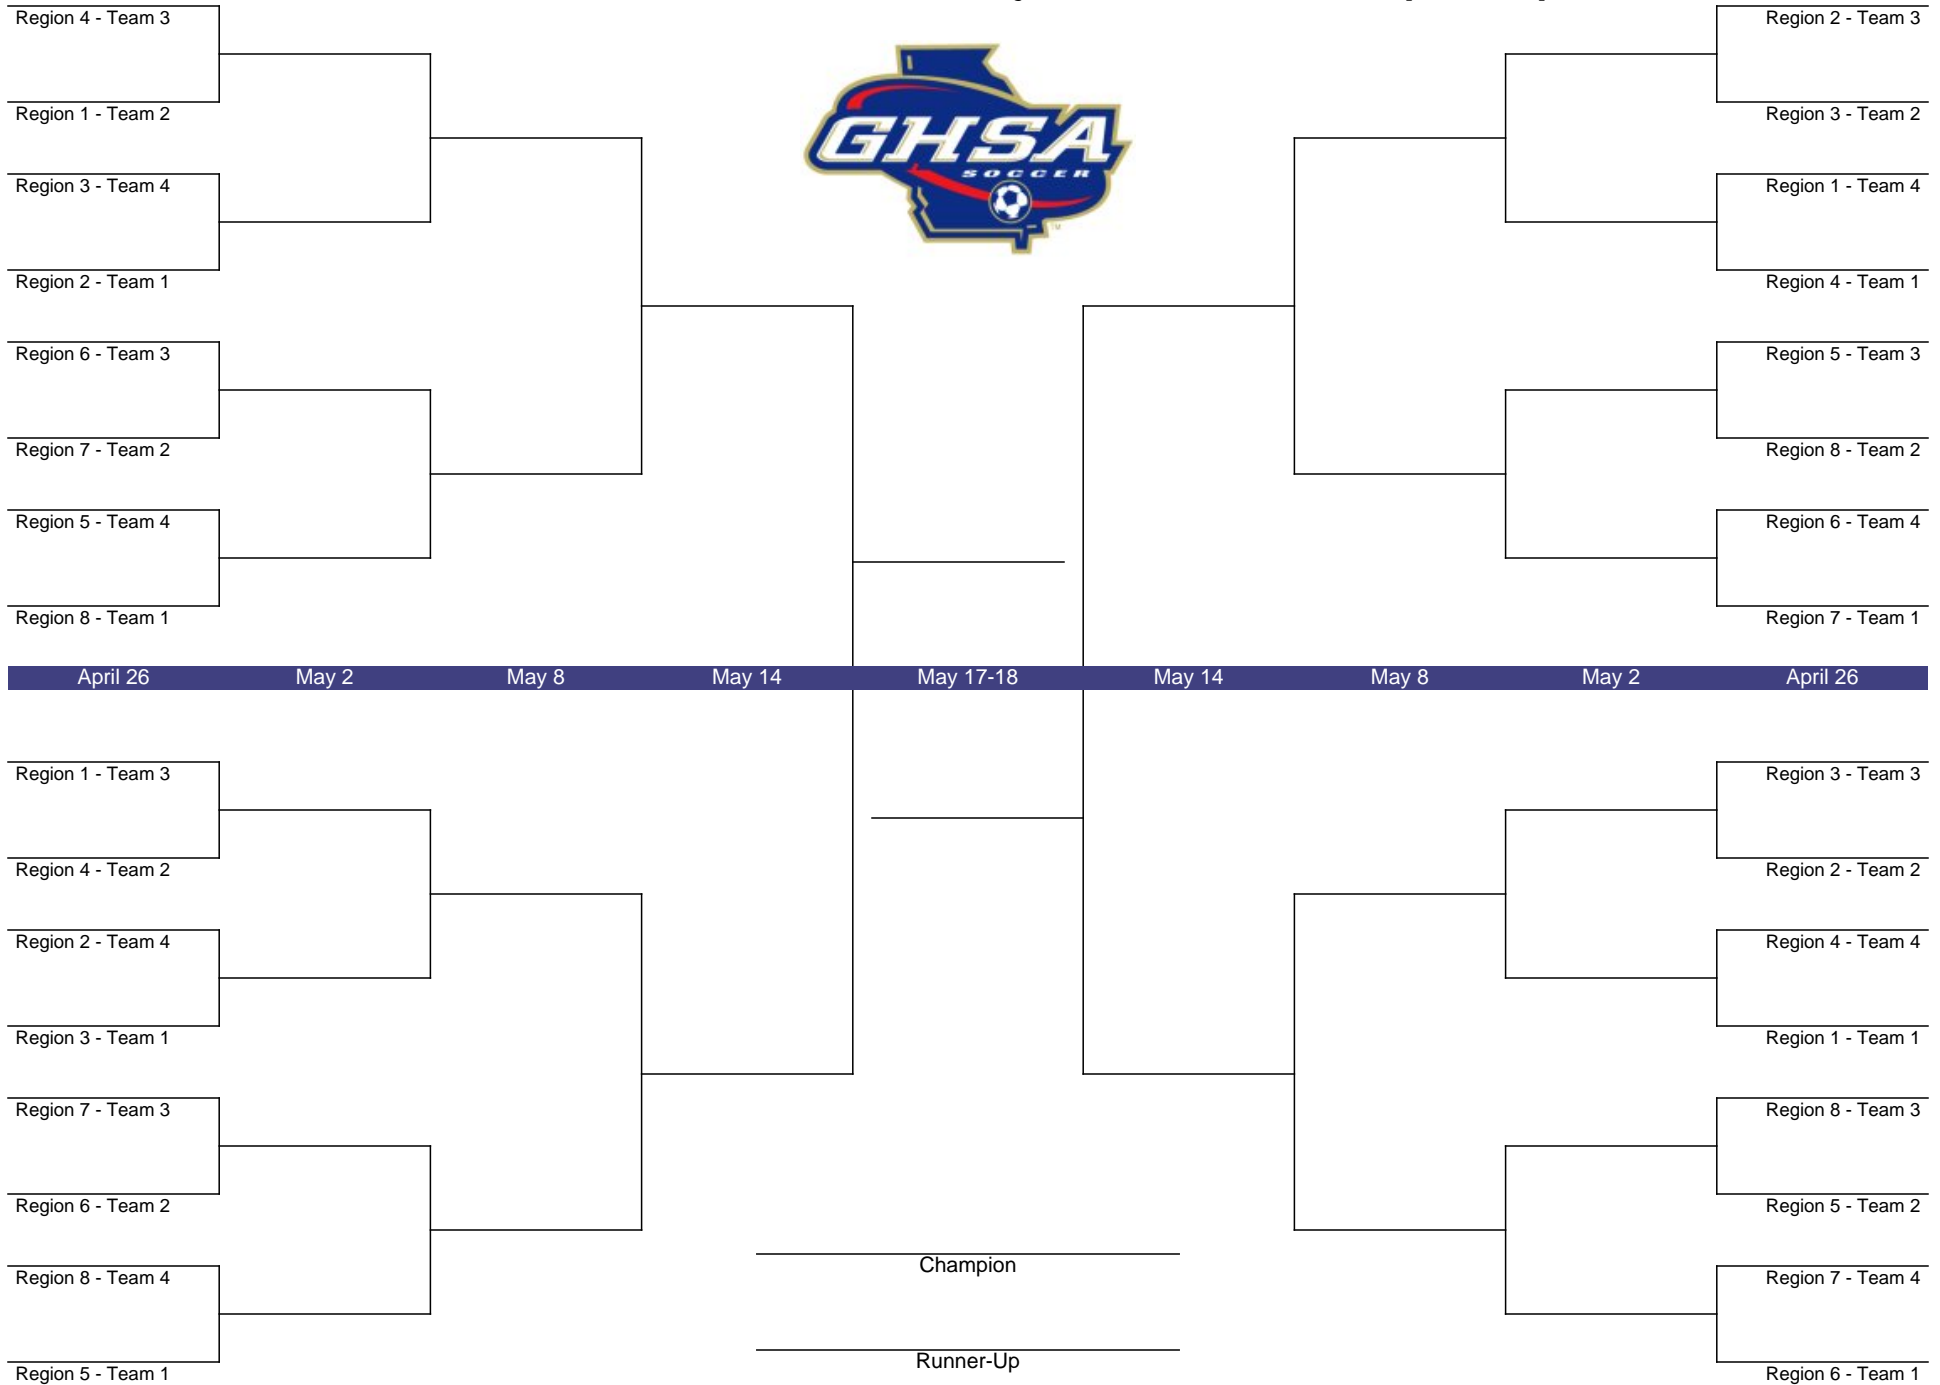 Region 4 - Team 3
Region 1 - Team 2
Region 3 - Team 4
Region 2 - Team 1
Region 6 - Team 3
Region 7 - Team 2
Region 5 - Team 4
Region 8 - Team 1
GHSA
SOCCER
TM
Region 2 - Team 3
Region 3 - Team 2
Region 1 - Team 4
Region 4 - Team 1
Region 5 - Team 3
Region 8 - Team 2
Region 6 - Team 4
Region 7 - Team 1
April 26 May 2 May 8 May 14 May 17-18 May 14 May 8 May 2 April 26
Region 1 - Team 3
Region 4 - Team 2
Region 2 - Team 4
Region 3 - Team 1
Region 7 - Team 3
Region 6 - Team 2
Region 8 - Team 4
Region 5 - Team 1
Champion
Runner-Up
Region 3 - Team 3
Region 2 - Team 2
Region 4 - Team 4
Region 1 - Team 1
Region 8 - Team 3
Region 5 - Team 2
Region 7 - Team 4
Region 6 - Team 1